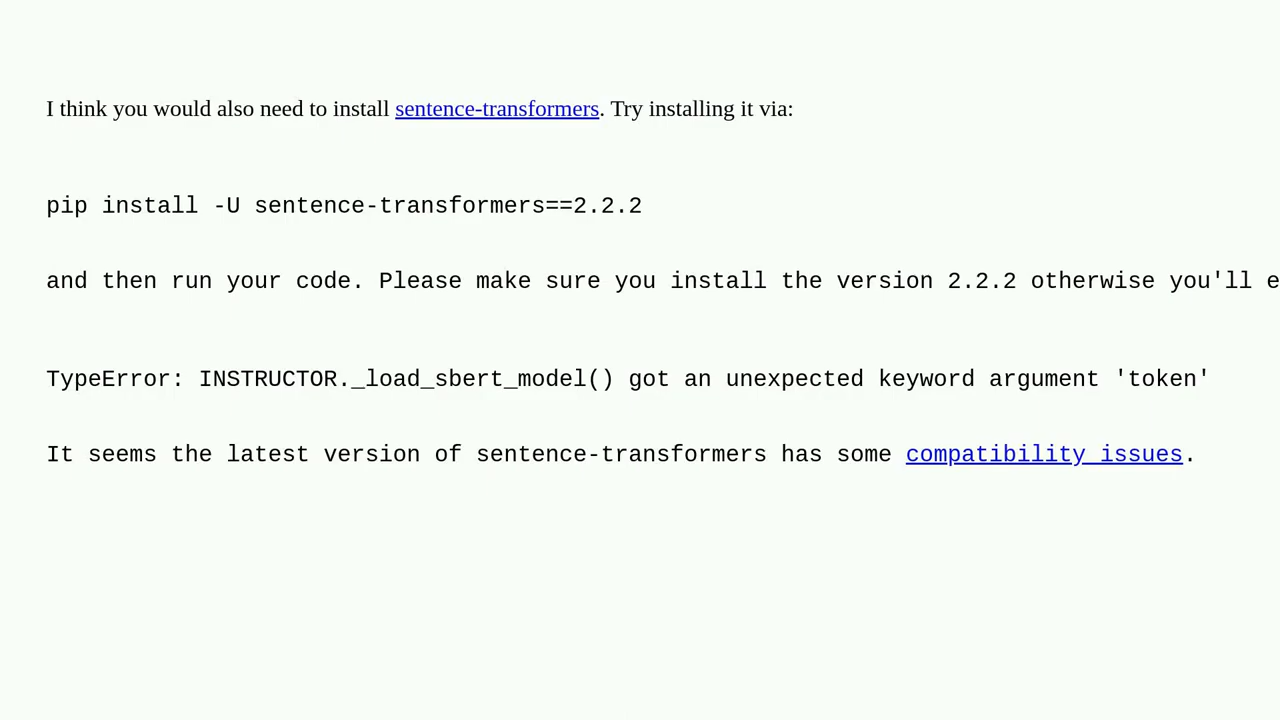 I think you would also need to install sentence-transformers. Try installing it via:
pip install -U sentence-transformers==2.2.2
and then run your code. Please make sure you install the version 2.2.2 otherwise you'll
TypeError: INSTRUCTOR._load_sbert_model() got an unexpected keyword argument 'token'
It seems the latest version of sentence-transformers has some compatibility issues.